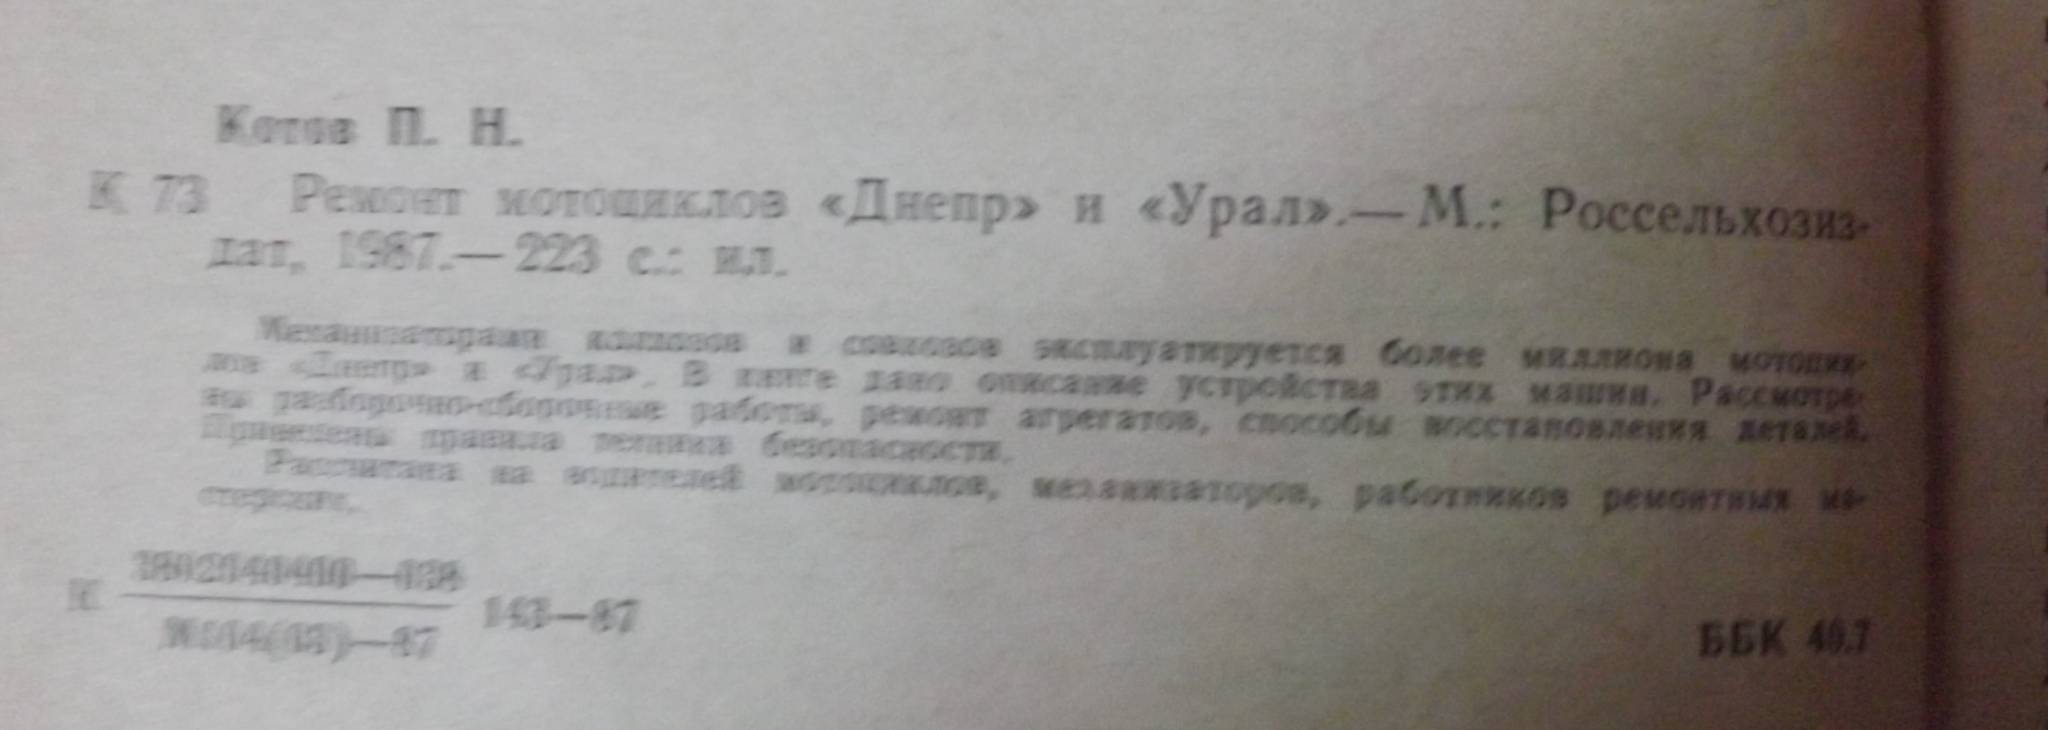 Котов П. Н.
К 73 Ремонт мотоциклов «Днепр» и «Урал».— М.: Россельхозиз-
дат, 1987.— 223 с.: ил.
Механизаторами колхозов и совхозов эксплуатируется более миллиона мотоцик-
лов «Днепр» и «Урал». В книге дано описание устройства этих машин. Рассмотре-
ны разборочно-сборочные работы, ремонт агрегатов, способы восстановления деталей.
Приведены правила техники безопасности.
Рассчитана на водителей мотоциклов, механизаторов, работников ремонтных ма-
стерских.
К
143—87
ББК 40.7